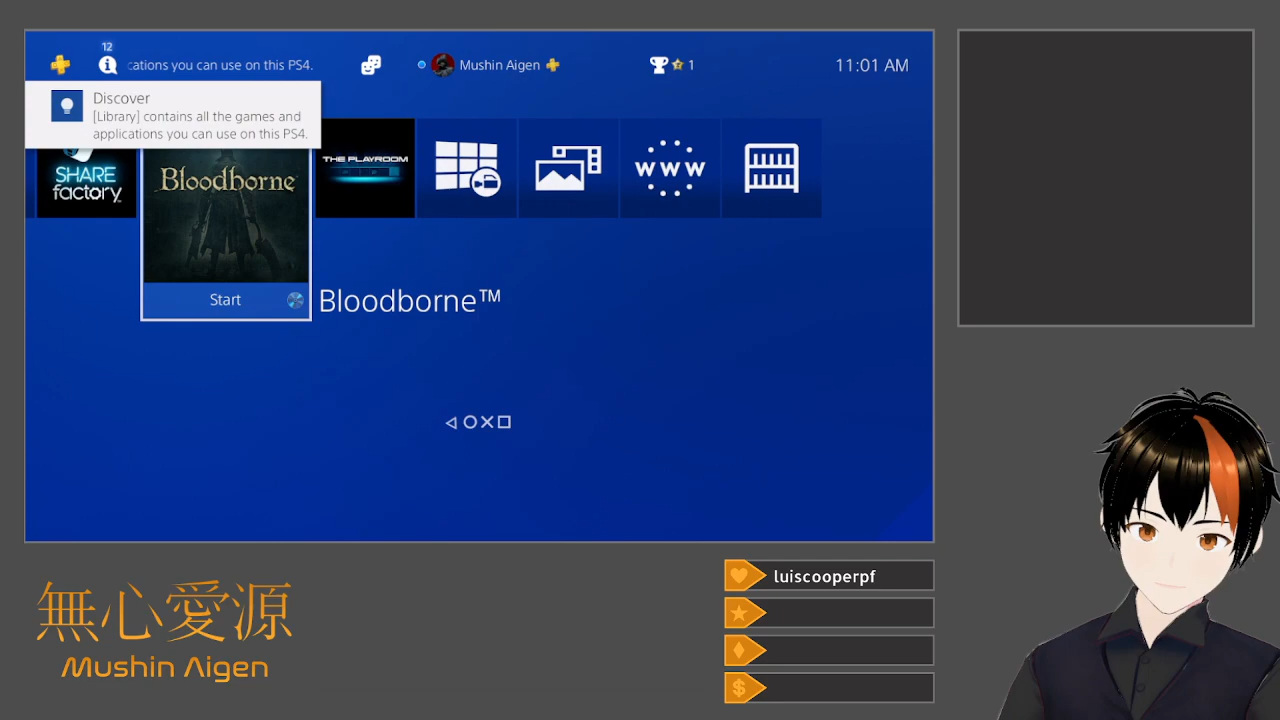 12
cations you can use on this PS4.
Mushin Aigen
1
11:01 AM
Discover
[Library] contains all the games and
applications you can use on this PS4.
SHARE
factory
Bloodborne
THE PLAYROOM
www
Start
Bloodborne™
無心愛源
Mushin Aigen
luiscooperpf
$